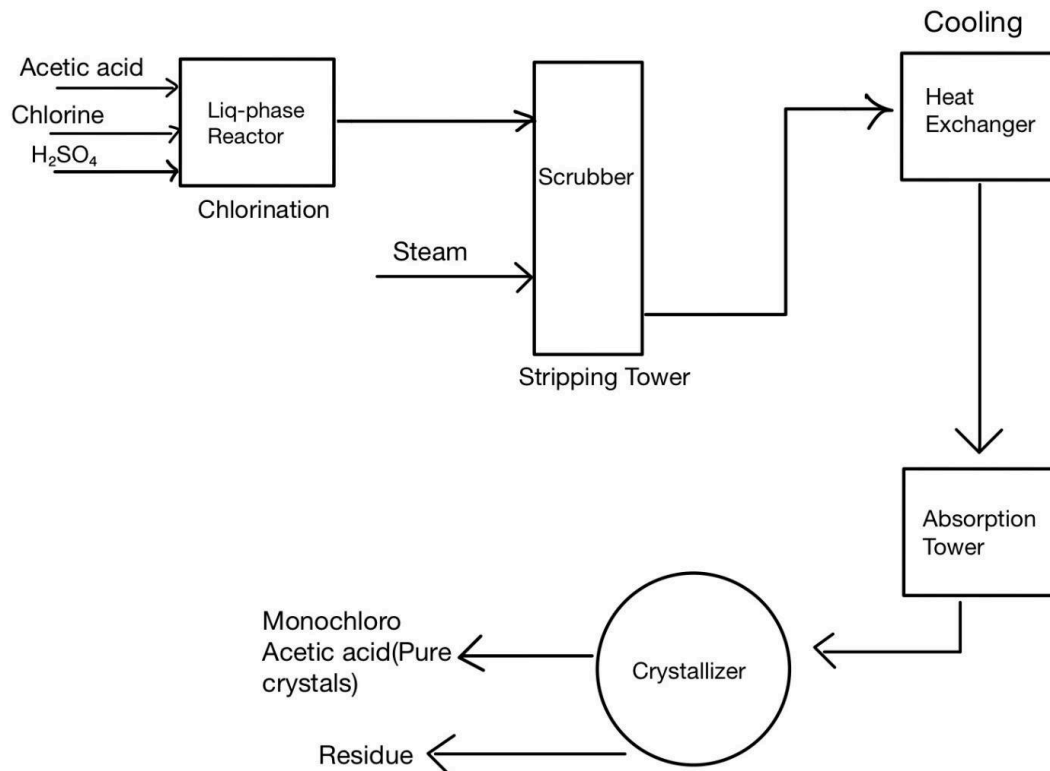 Cooling
Acetic acid
Chlorine
H₂SO₄
Liq-phase
Reactor
Chlorination
Steam
Scrubber
Stripping Tower
Heat
Exchanger
Absorption
Tower
Crystallizer
Monochloro
Acetic acid(Pure
crystals)
Residue